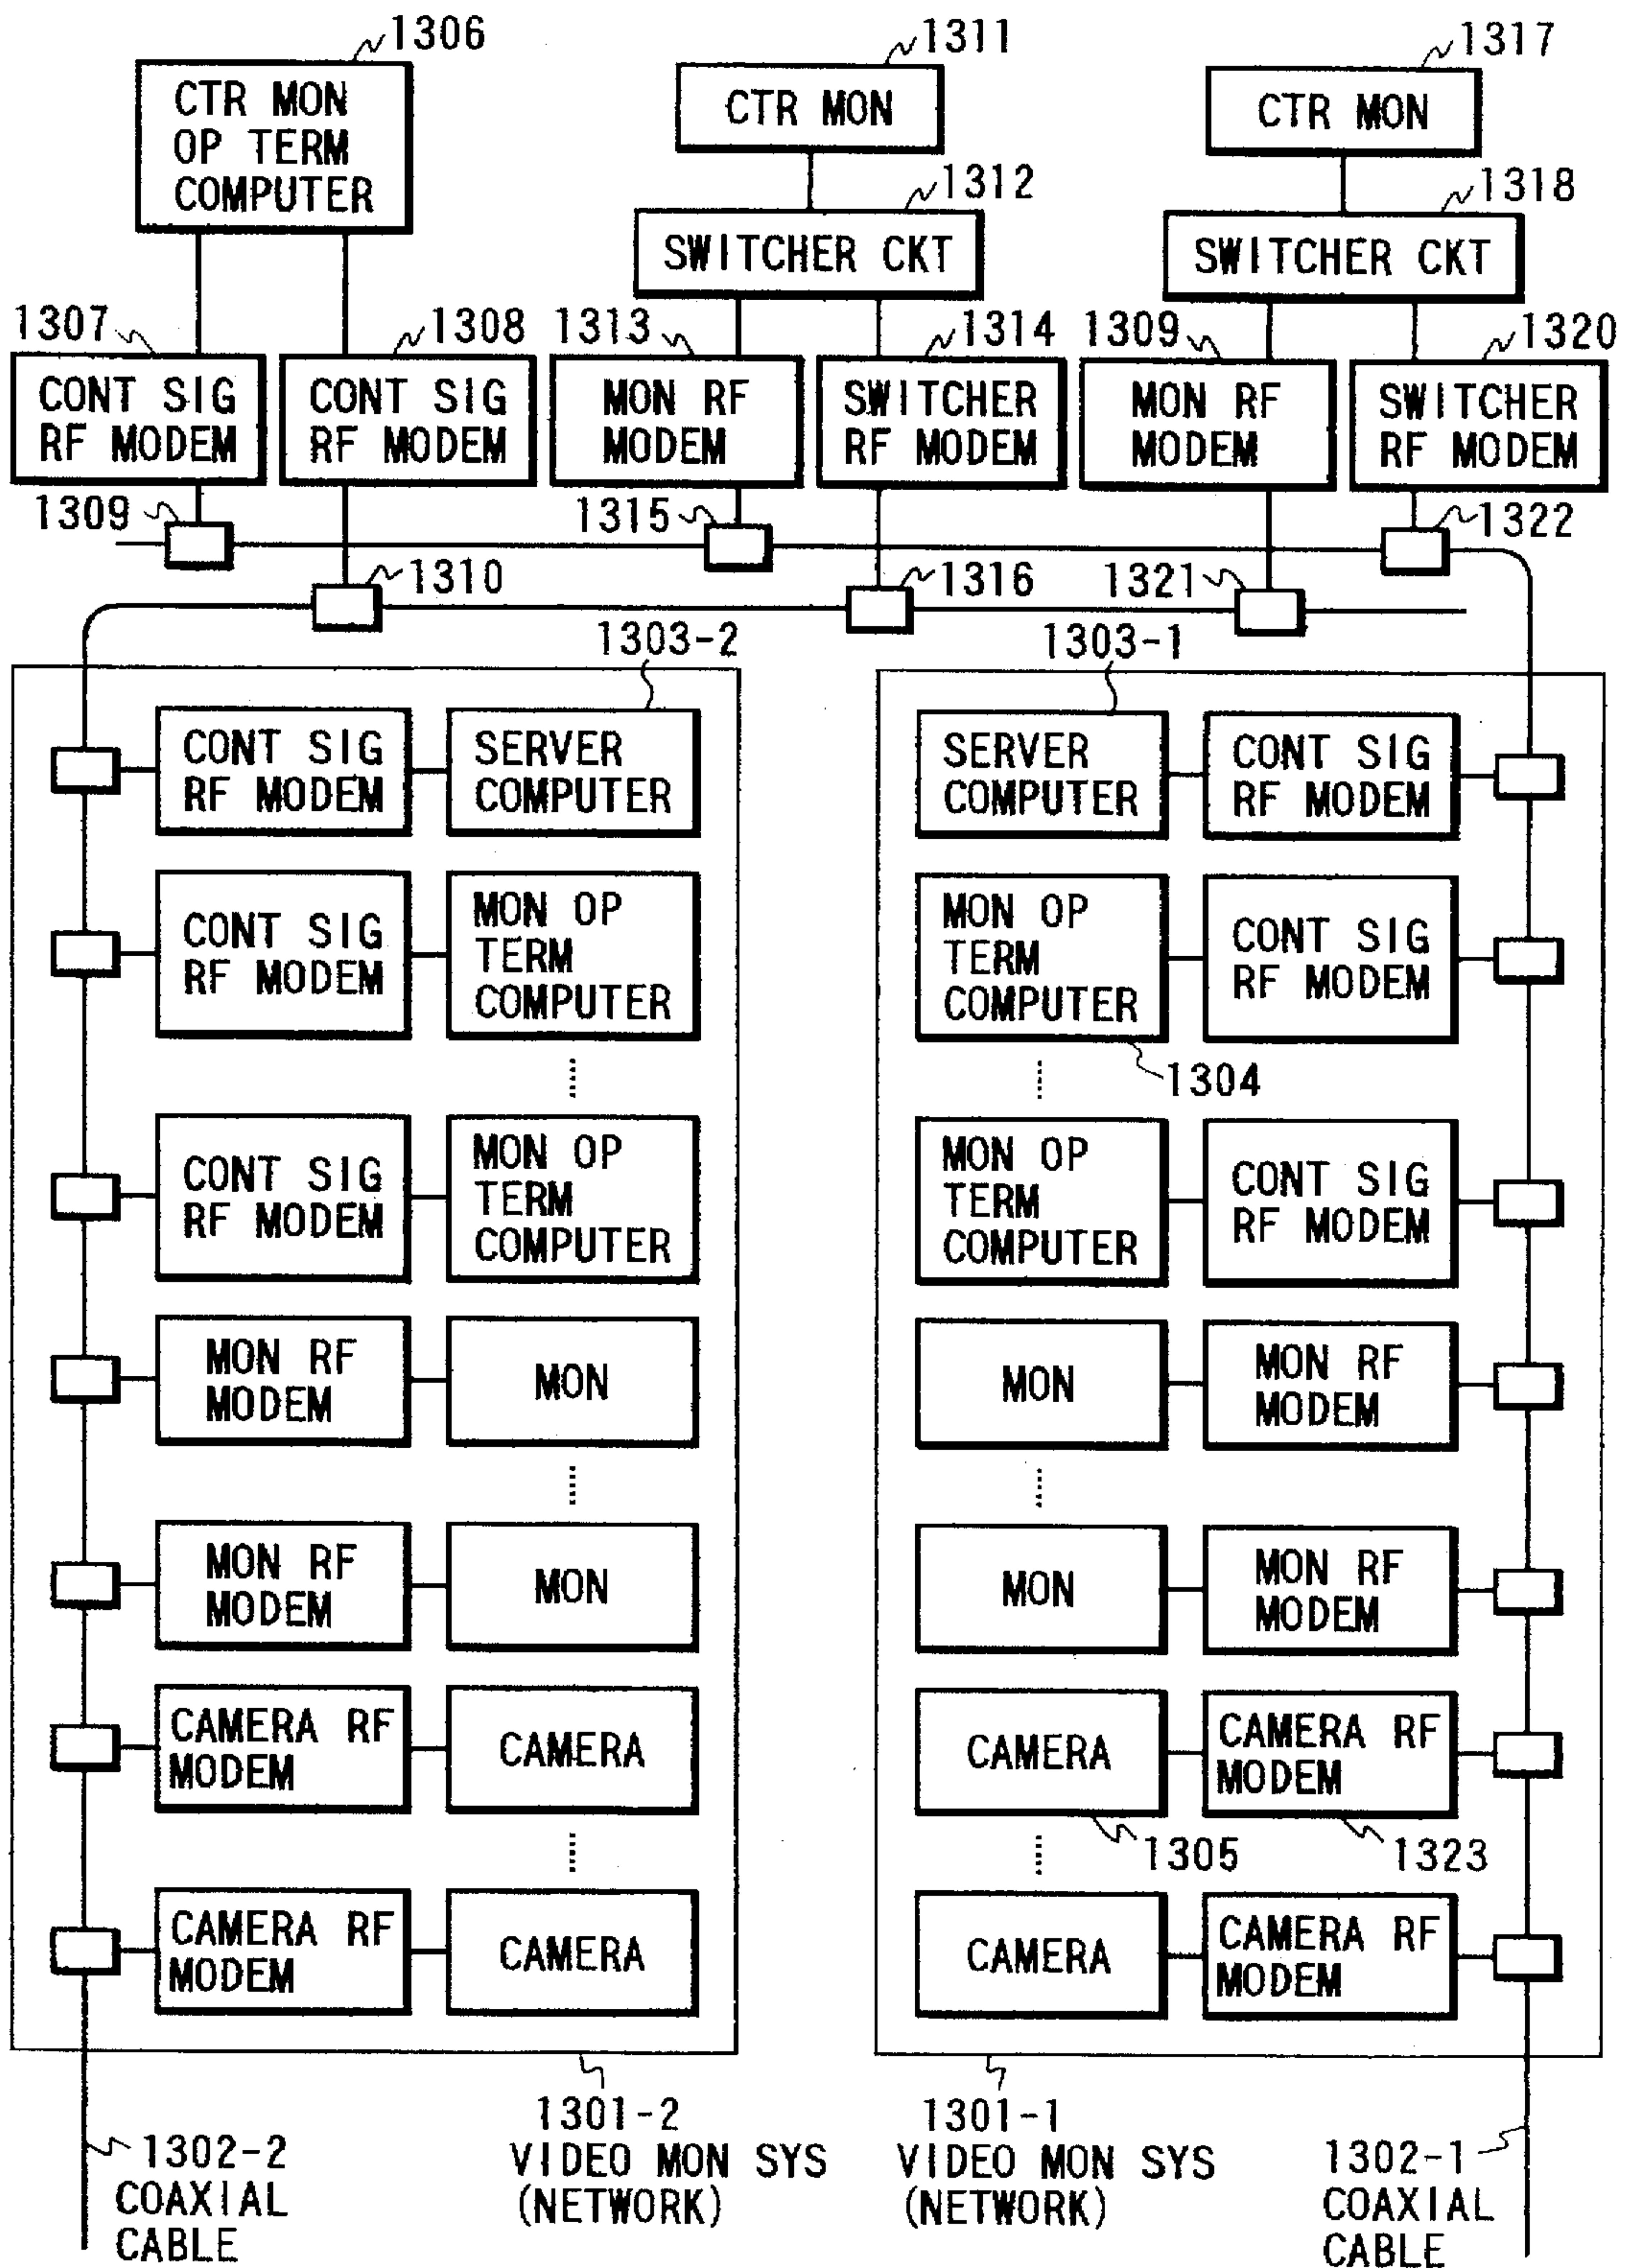 1306
1311
1317
CTR MON
OP TERM
COMPUTER
CTR MON
CTR MON
1312
1318
SWITCHER CKT
SWITCHER CKT
1307
1308
1313
1314
1309
1320
CONT SIG
RF MODEM
CONT SIG
RF MODEM
MON RF
MODEM
SWITCHER
RF MODEM
MON RF
MODEM
SWITCHER
RF MODEM
1309
1315
1322
1310
1316
1321
1303-2
1303-1
CONT SIG
RF MODEM
SERVER
COMPUTER
SERVER
COMPUTER
CONT SIG
RF MODEM
CONT SIG
RF MODEM
MON OP
TERM
COMPUTER
MON OP
TERM
COMPUTER
CONT SIG
RF MODEM
1304
CONT SIG
RF MODEM
MON OP
TERM
COMPUTER
MON OP
TERM
COMPUTER
CONT SIG
RF MODEM
MON RF
MODEM
MON
MON
MON RF
MODEM
MON RF
MODEM
MON
MON
MON RF
MODEM
CAMERA RF
MODEM
CAMERA
CAMERA
CAMERA RF
MODEM
1305
1323
CAMERA RF
MODEM
CAMERA
CAMERA
CAMERA RF
MODEM
1301-2
VIDEO MON SYS
(NETWORK)
1301-1
VIDEO MON SYS
(NETWORK)
1302-2
COAXIAL
CABLE
1302-1
COAXIAL
CABLE